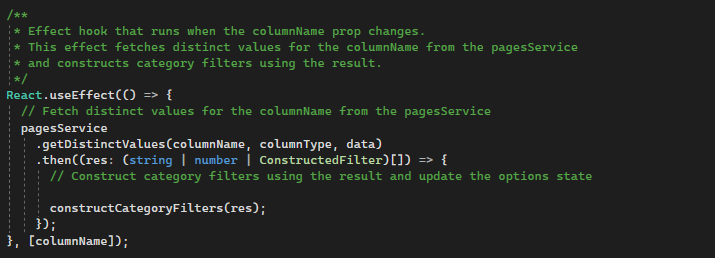 /**
 * Effect hook that runs when the columnName prop changes.
 * This effect fetches distinct values for the columnName from the pagesService
 * and constructs category filters using the result.
 */
React.useEffect(() => {
  // Fetch distinct values for the columnName from the pagesService
  pagesService
    .getDistinctValues(columnName, columnType, data)
    .then((res: (string | number | ConstructedFilter)[]) => {
      // Construct category filters using the result and update the options state
      constructCategoryFilters(res);
    });
}, [columnName]);